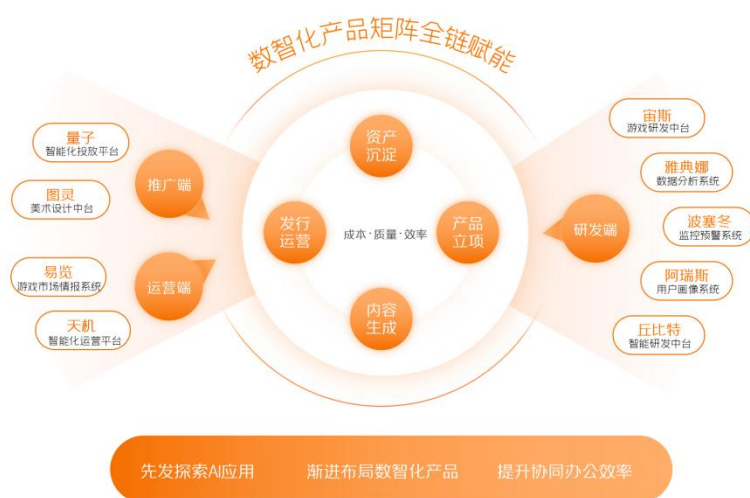 数智化产品矩阵全链赋能
量子
智能化投放平台
图灵
美术设计中台
易览
游戏市场情报系统
天机
智能化运营平台
推广端
运营端
资产
沉淀
发行
运营
成本·质量·效率
产品
立项
内容
生成
研发端
宙斯
游戏研发中台
雅典娜
数据分析系统
波塞冬
监控预警系统
阿瑞斯
用户画像系统
丘比特
智能研发中台
先发探索AI应用
渐进布局数智化产品
提升协同办公效率